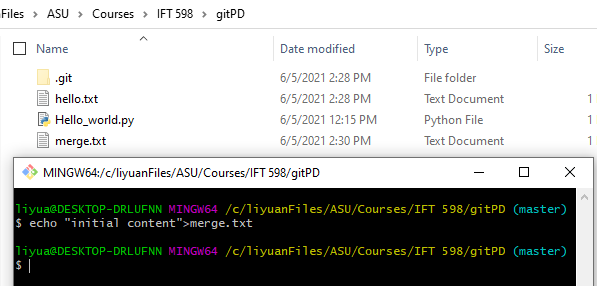 Files > ASU > Courses > IFT 598 > gitPD
Name Date modified Type
.git 6/5/2021 2:28 PM File folder
hello.txt 6/5/2021 2:28 PM Text Document 1
Hello_world.py 6/5/2021 12:15 PM Python File 1
merge.txt 6/5/2021 2:30 PM Text Document 1
MINGW64:/c/liyuanFiles/ASU/Courses/IFT 598/gitPD
liyua@DESKTOP-DRLUFNN MINGW64 /c/liyuanFiles/ASU/Courses/IFT 598/gitPD (master)
$ echo "initial content">merge.txt
liyua@DESKTOP-DRLUFNN MINGW64 /c/liyuanFiles/ASU/Courses/IFT 598/gitPD (master)
$